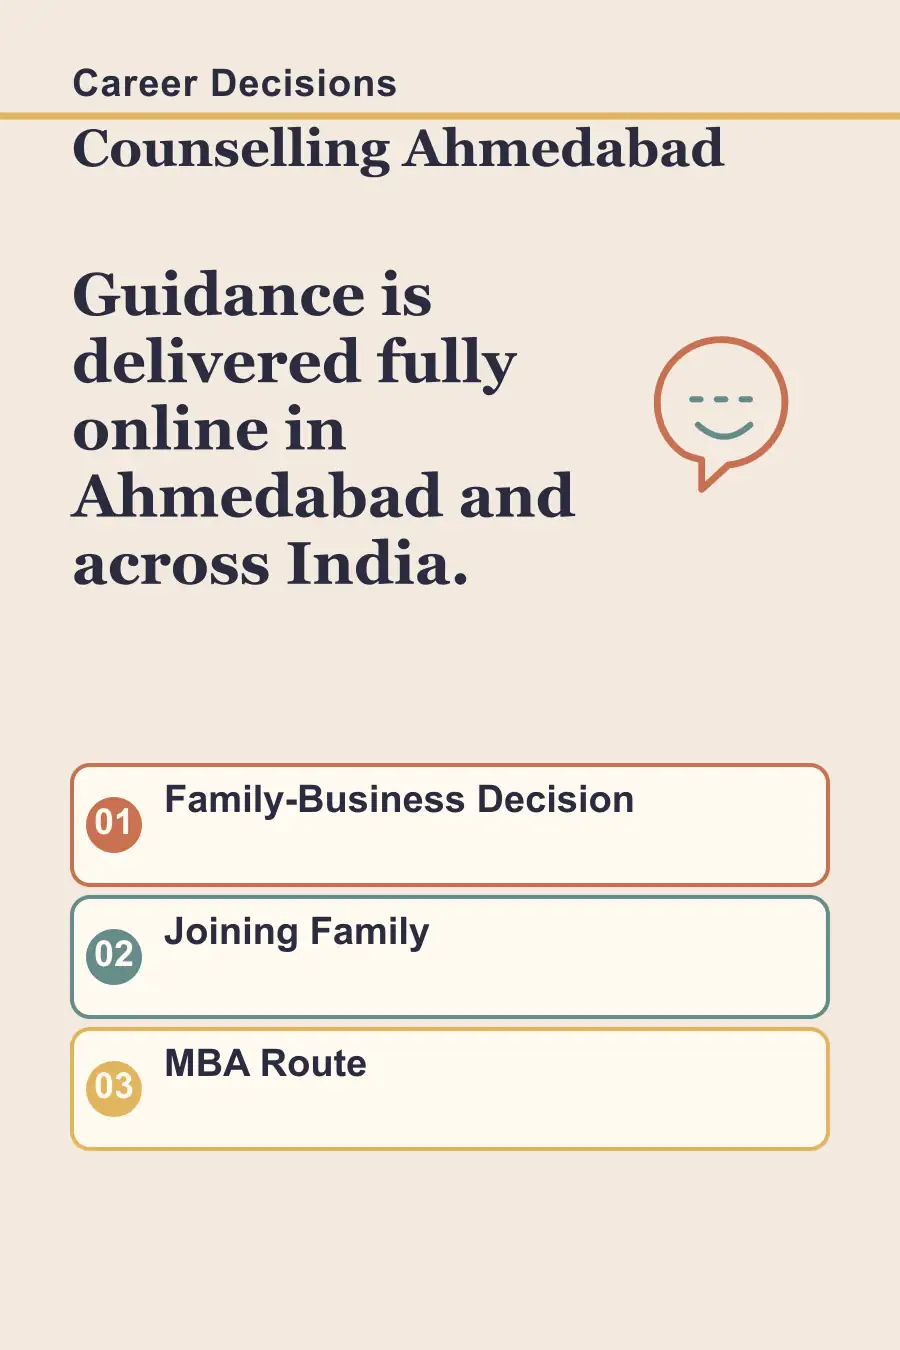 Career Decisions
Counselling Ahmedabad
Guidance is
delivered fully
online in
Ahmedabad and
across India.
01
Family-Business Decision
02
Joining Family
03
MBA Route